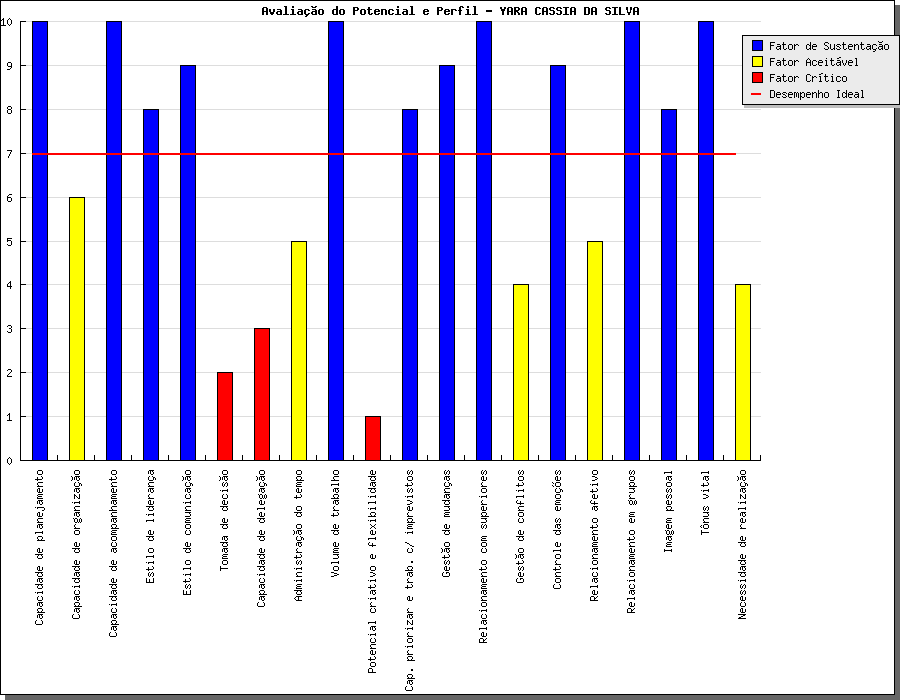 Avaliação do Potencial e Perfil - YARA CASSIA DA SILVA
10
9
8
7
6
5
4
3
2
1
0
Fator de Sustentação
Fator Aceitável
Fator Crítico
Desempenho Ideal
Capacidade de planejamento
Capacidade de organização
Capacidade de acompanhamento
Estilo de liderança
Estilo de comunicação
Tomada de decisão
Capacidade de delegação
Administração do tempo
Volume de trabalho
Potencial criativo e flexibilidade
Cap. priorizar e trab. c/ imprevistos
Gestão de mudanças
Relacionamento com superiores
Gestão de conflitos
Controle das emoções
Relacionamento afetivo
Relacionamento em grupos
Imagem pessoal
Tônus vital
Necessidade de realização